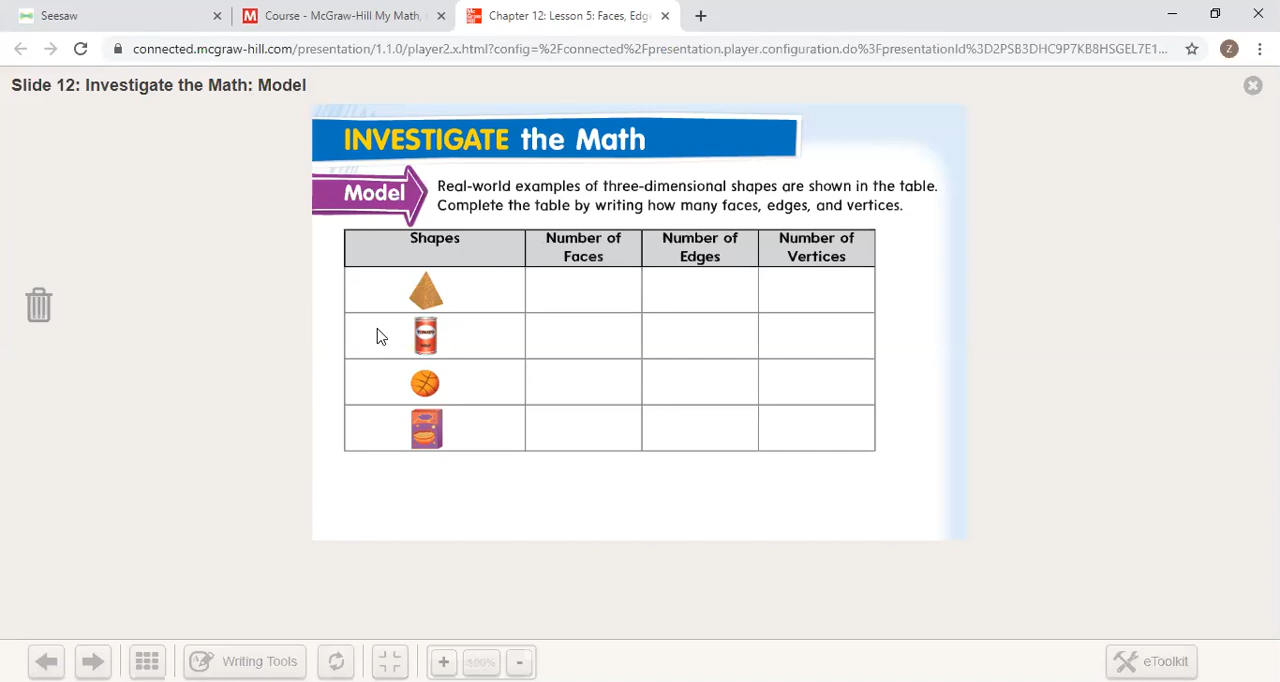 Seesaw
Course - McGraw-Hill My Math,
Chapter 12: Lesson 5: Faces, Edg
connected.mcgraw-hill.com/presentation/1.1.0/player2.x.html?config=%2Fconnected%2Fpresentation.player.configuration.do%3FpresentationId%3D2PSB3DHC9P7KB8HSGEL7E1...
Z
Slide 12: Investigate the Math: Model
INVESTIGATE the Math
Model
Real-world examples of three-dimensional shapes are shown in the table.
Complete the table by writing how many faces, edges, and vertices.
Shapes
Number of
Faces
Number of
Edges
Number of
Vertices
Writing Tools
100%
eToolkit